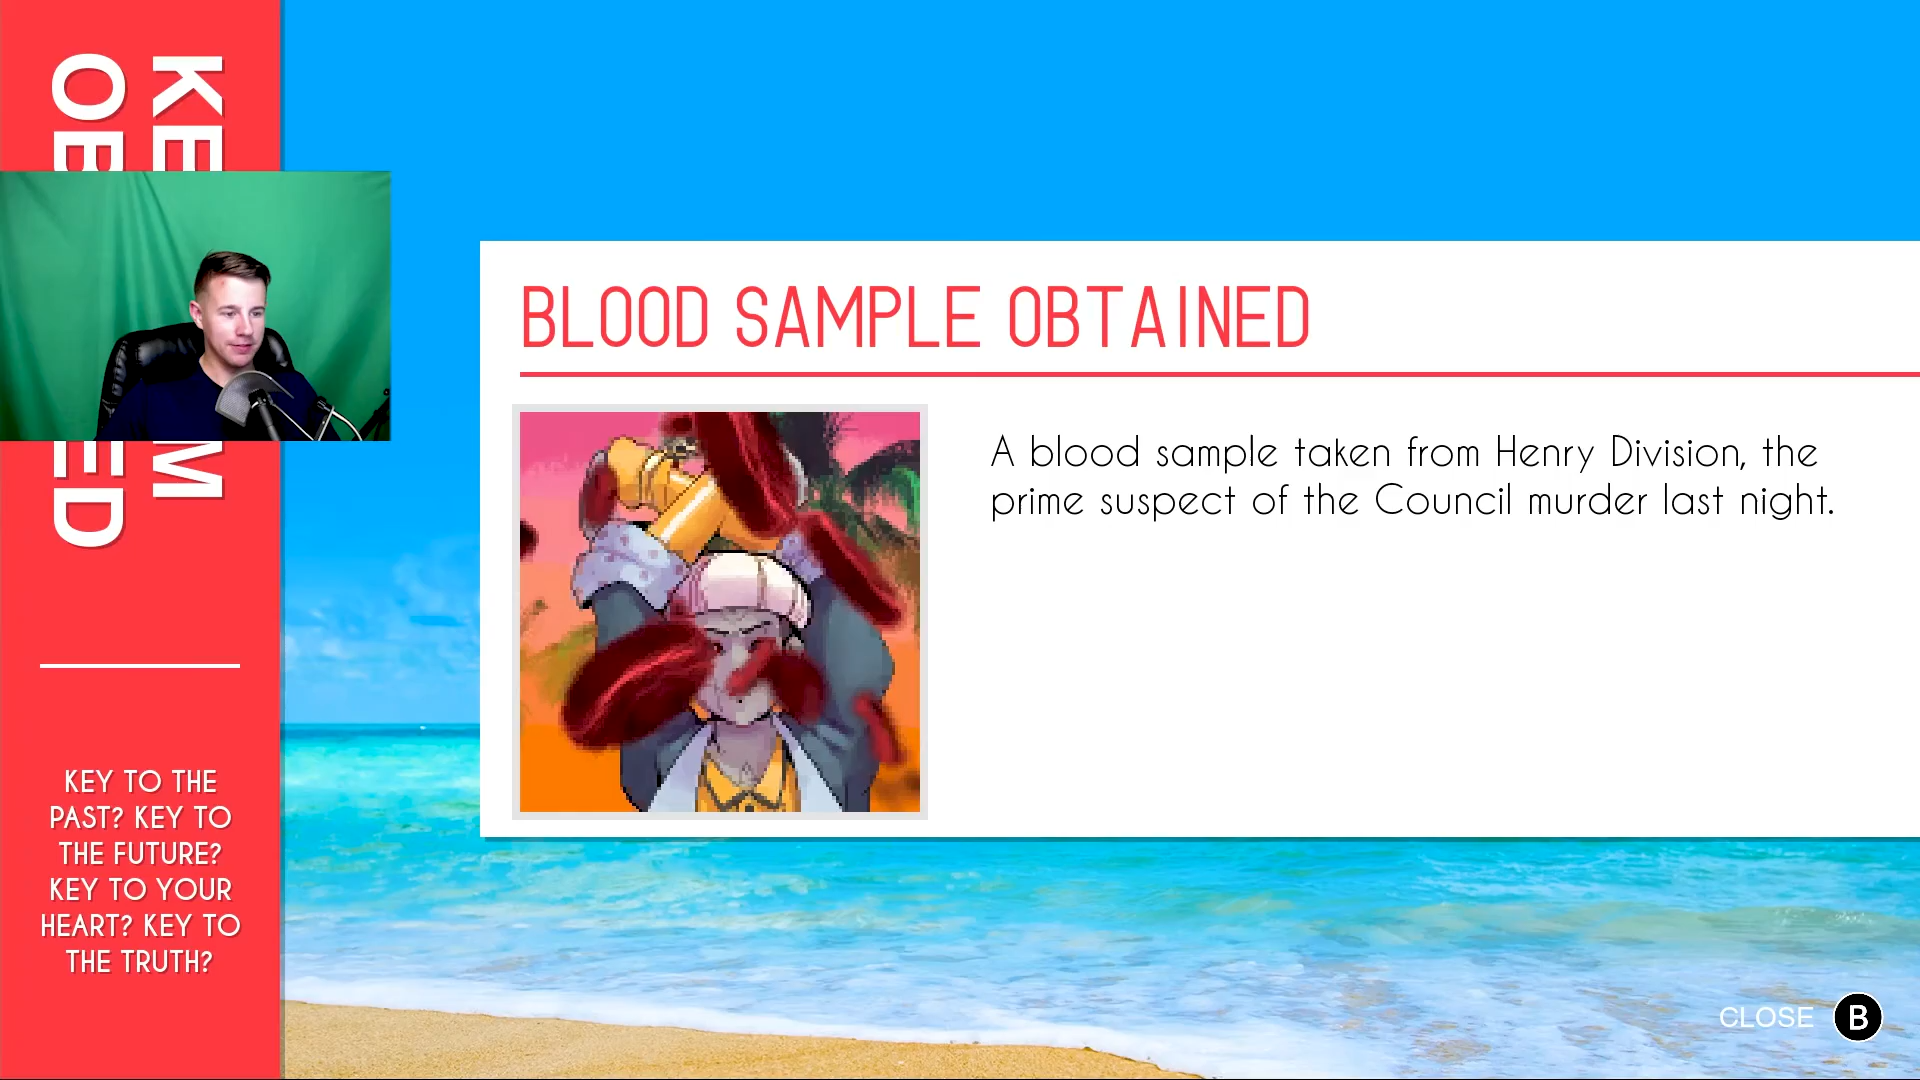 BLOOD SAMPLE OBTAINED
A blood sample taken from Henry Division, the
prime suspect of the Council murder last night.
KEY TO THE
PAST? KEY TO
THE FUTURE?
KEY TO YOUR
HEART? KEY TO
THE TRUTH?
CLOSE B